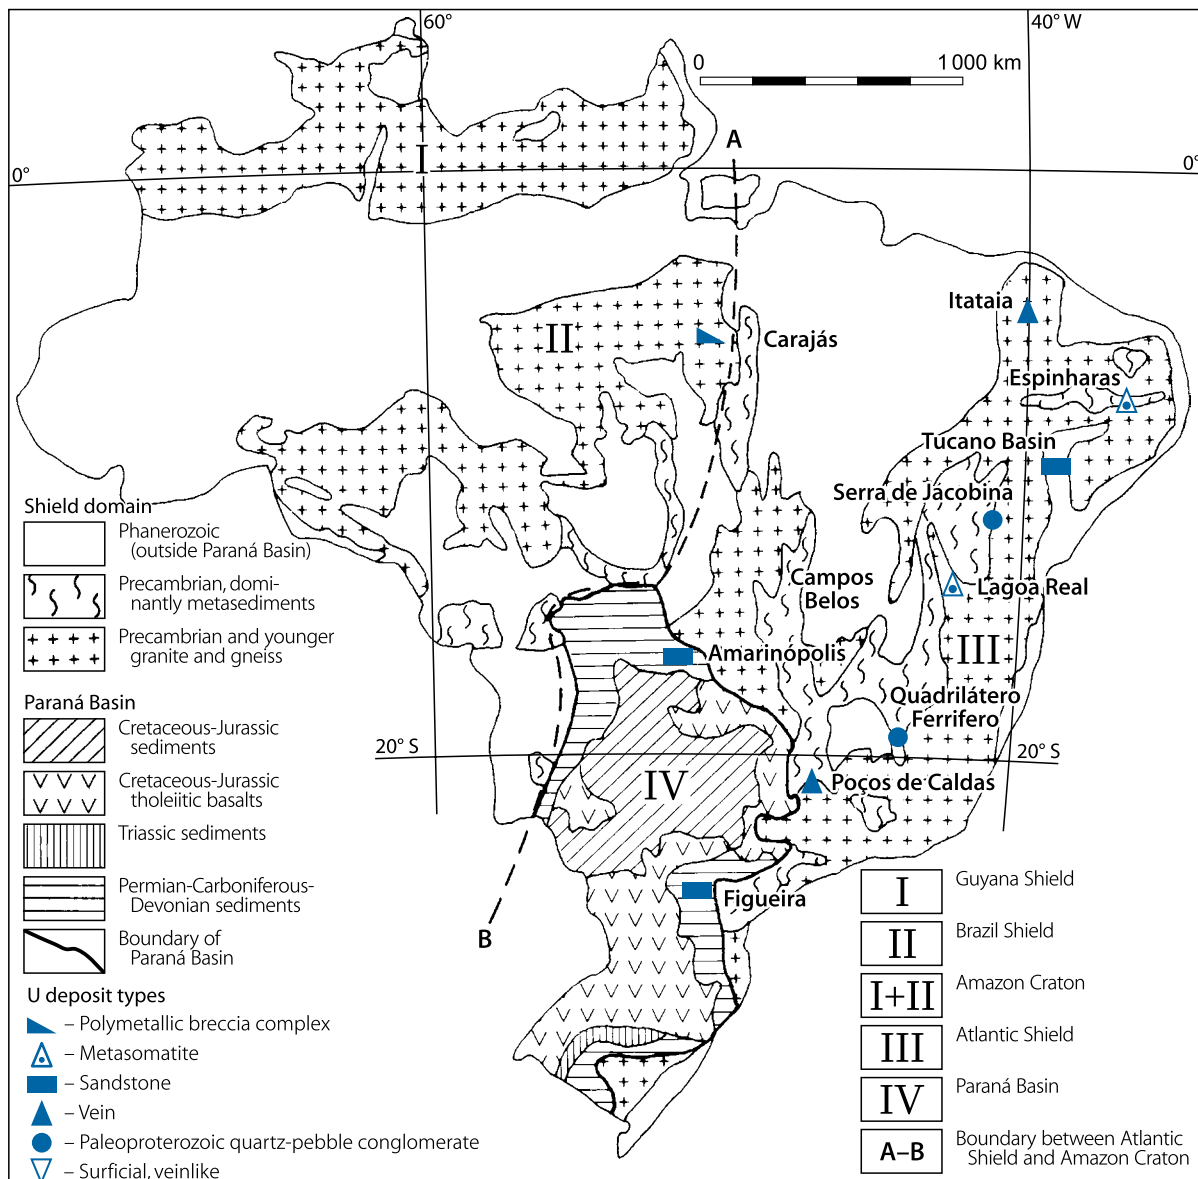 60°
40° W
0
1 000 km
A
I
0°
0°
Itataia
II
Carajás
Espinharas
Tucano Basin
Serra de Jácobina
Campos
Belos
Lagoa Real
III
Amarinópolis
Quadrilátero
Ferrifero
20° S
20° S
IV
Poços de Caldas
Figueira
B
Shield domain
Phanerozoic
(outside Paraná Basin)
Precambrian, domi-
nantly metasediments
Precambrian and younger
granite and gneiss
Paraná Basin
Cretaceous-Jurassic
sediments
Cretaceous-Jurassic
tholeiitic basalts
Triassic sediments
Permian-Carboniferous-
Devonian sediments
Boundary of
Paraná Basin
U deposit types
– Polymetallic breccia complex
– Metasomatite
– Sandstone
– Vein
– Paleoproterozoic quartz-pebble conglomerate
– Surficial, veinlike
I Guyana Shield
II Brazil Shield
I+II Amazon Craton
III Atlantic Shield
IV Paraná Basin
A–B Boundary between Atlantic
Shield and Amazon Craton